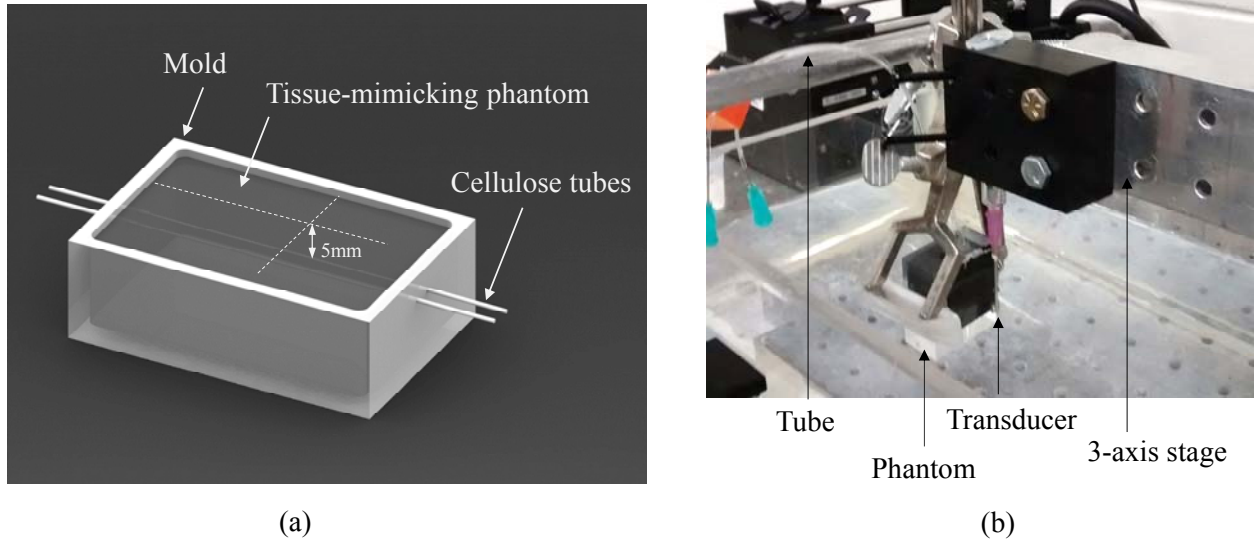 Mold
Tissue-mimicking phantom
Cellulose tubes
5mm
(a)
Tube
Transducer
Phantom
3-axis stage
(b)